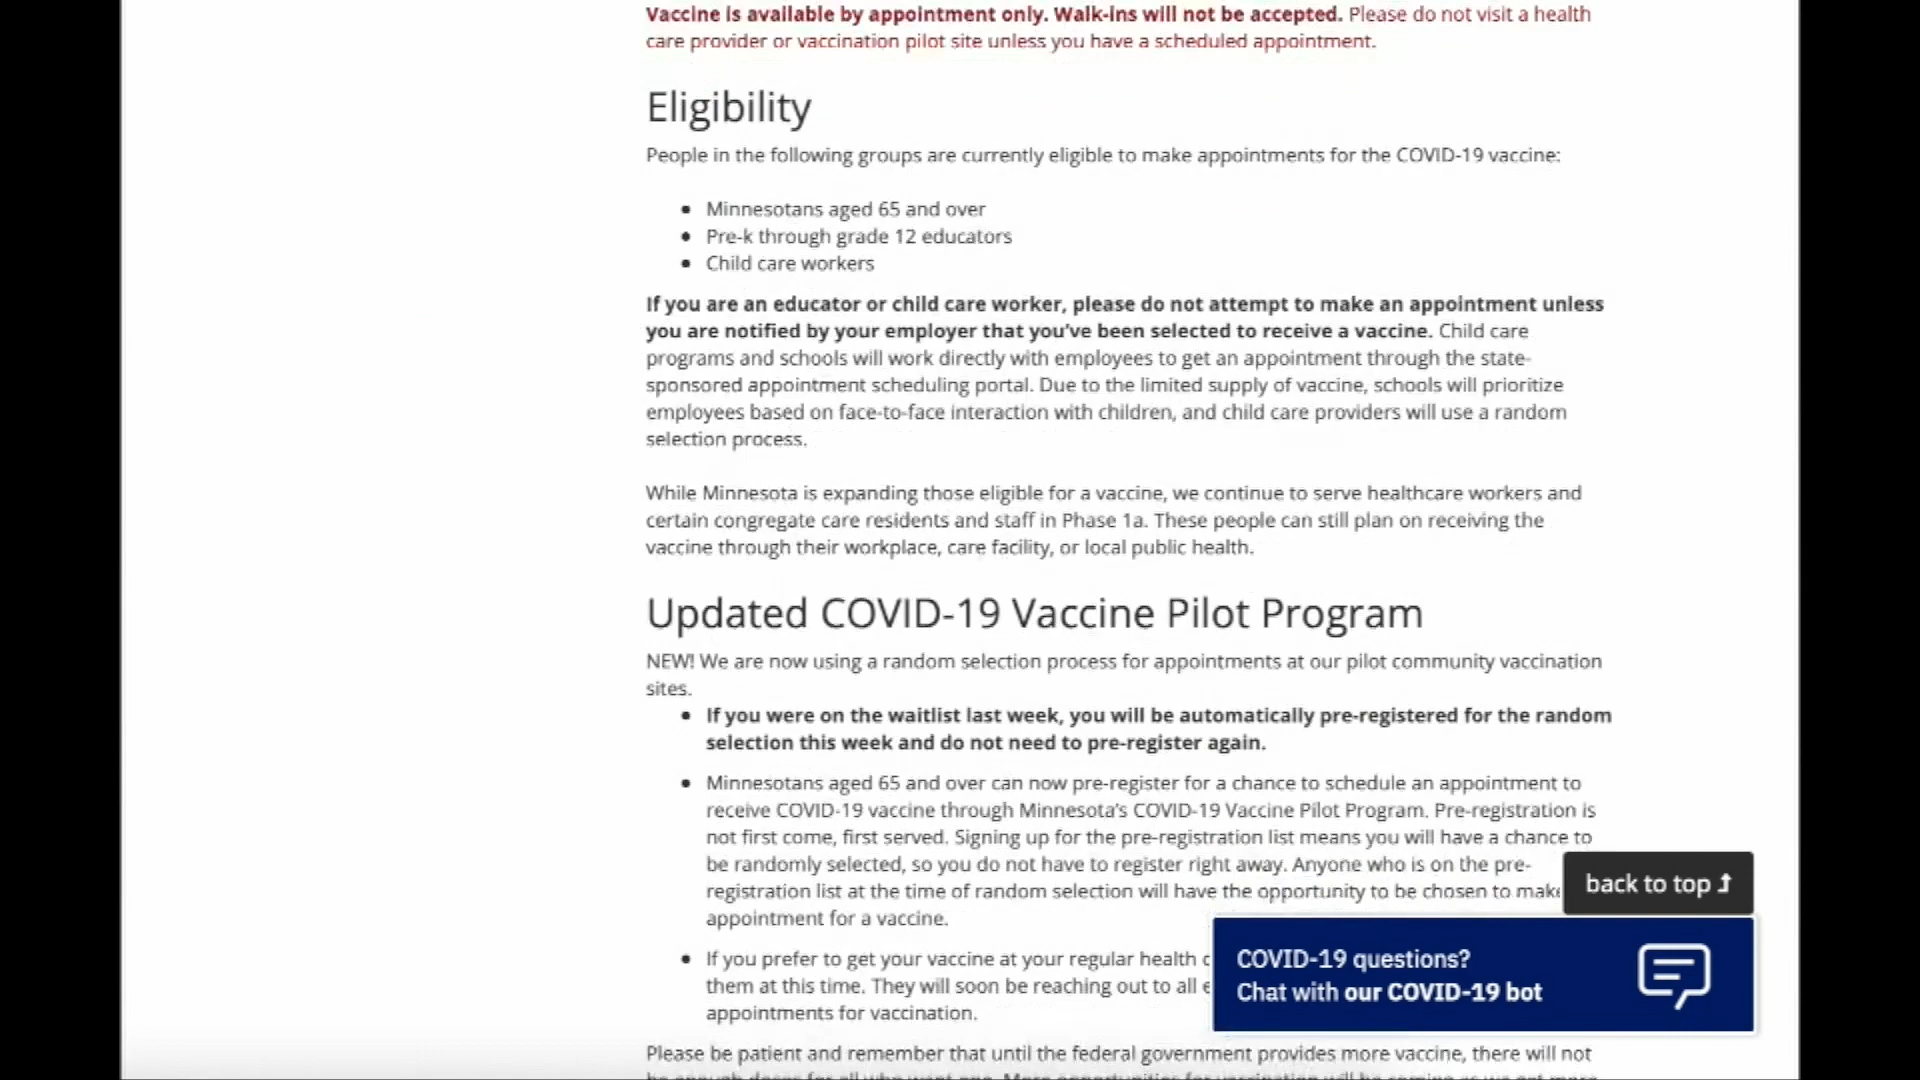 Vaccine is available by appointment only. Walk-ins will not be accepted. Please do not visit a health
care provider or vaccination pilot site unless you have a scheduled appointment.
Eligibility
People in the following groups are currently eligible to make appointments for the COVID-19 vaccine:
• Minnesotans aged 65 and over
• Pre-k through grade 12 educators
• Child care workers
If you are an educator or child care worker, please do not attempt to make an appointment unless
you are notified by your employer that you've been selected to receive a vaccine. Child care
programs and schools will work directly with employees to get an appointment through the state-
sponsored appointment scheduling portal. Due to the limited supply of vaccine, schools will prioritize
employees based on face-to-face interaction with children, and child care providers will use a random
selection process.
While Minnesota is expanding those eligible for a vaccine, we continue to serve healthcare workers and
certain congregate care residents and staff in Phase 1a. These people can still plan on receiving the
vaccine through their workplace, care facility, or local public health.
Updated COVID-19 Vaccine Pilot Program
NEW! We are now using a random selection process for appointments at our pilot community vaccination
sites.
• If you were on the waitlist last week, you will be automatically pre-registered for the random
selection this week and do not need to pre-register again.
• Minnesotans aged 65 and over can now pre-register for a chance to schedule an appointment to
receive COVID-19 vaccine through Minnesota's COVID-19 Vaccine Pilot Program. Pre-registration is
not first come, first served. Signing up for the pre-registration list means you will have a chance to
be randomly selected, so you do not have to register right away. Anyone who is on the pre-
registration list at the time of random selection will have the opportunity to be chosen to make
appointment for a vaccine.
• If you prefer to get your vaccine at your regular health
them at this time. They will soon be reaching out to all
appointments for vaccination.
Please be patient and remember that until the federal government provides more vaccine, there will not
back to top
COVID-19 questions?
Chat with our COVID-19 bot